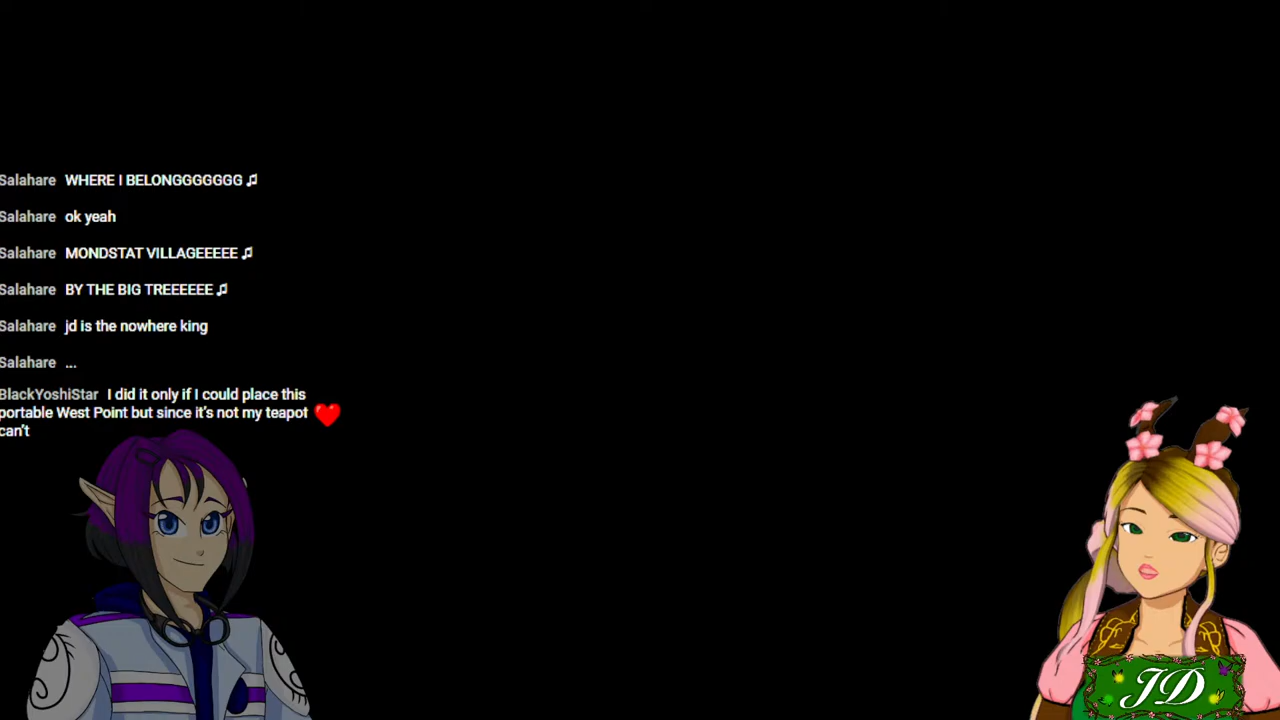 Salahare WHERE I BELONGGGGGGG ♫
Salahare ok yeah
Salahare MONDSTAT VILLAGEEEEE ♫
Salahare BY THE BIG TREEEEEE ♫
Salahare jd is the nowhere king
Salahare ...
BlackYoshiStar I did it only if I could place this
portable West Point but since it's not my teapot
can't
JD